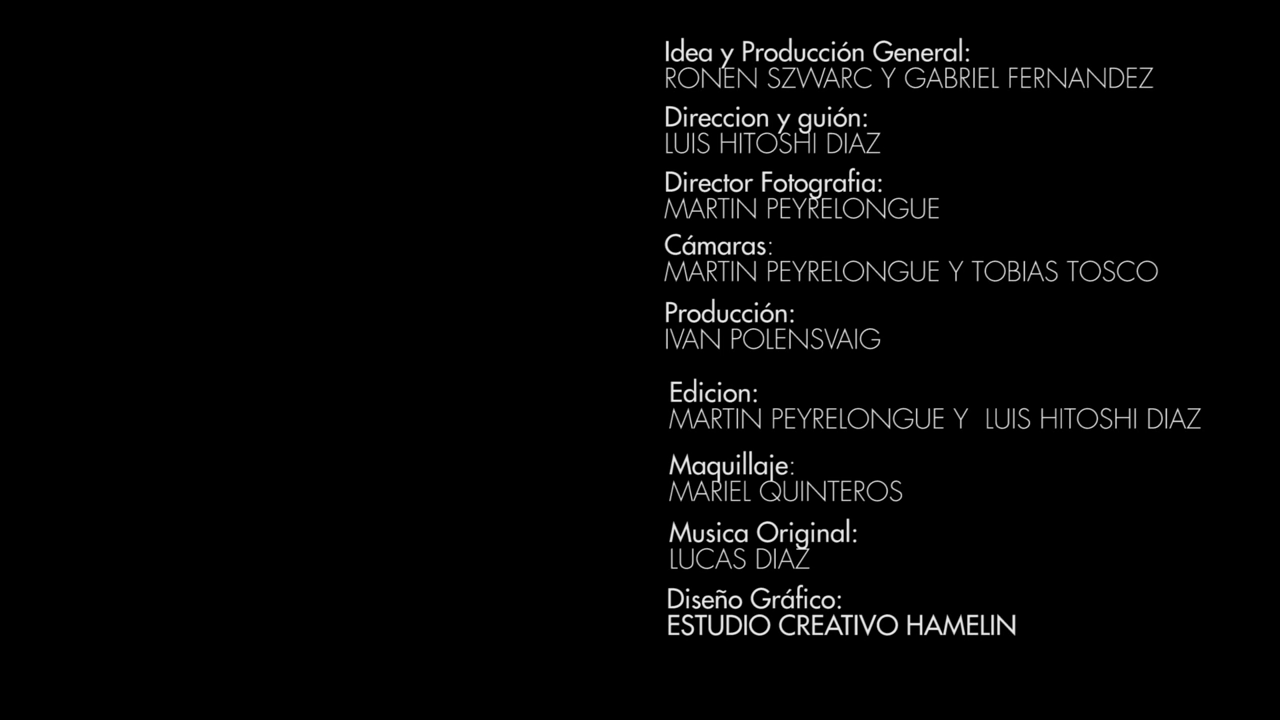 Idea y Producción General:
RONEN SZWARC Y GABRIEL FERNANDEZ
Direccion y guión:
LUIS HITOSHI DIAZ
Director Fotografia:
MARTIN PEYRELONGUE
Cámaras:
MARTIN PEYRELONGUE Y TOBIAS TOSCO
Producción:
IVAN POLENSVAIG
Edicion:
MARTIN PEYRELONGUE Y LUIS HITOSHI DIAZ
Maquillaje:
MARIEL QUINTEROS
Musica Original:
LUCAS DIAZ
Diseño Gráfico:
ESTUDIO CREATIVO HAMELIN